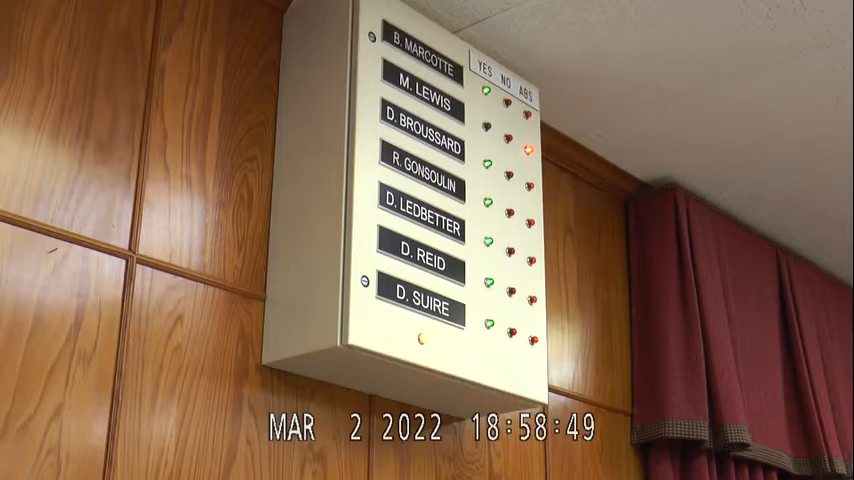 B. MARCOTTE
YES NO ABS
M. LEWIS
D. BROUSSARD
R. GONSOULIN
D. LEDBETTER
D. REID
D. SUIRE
MAR 2 2022 18:58:49